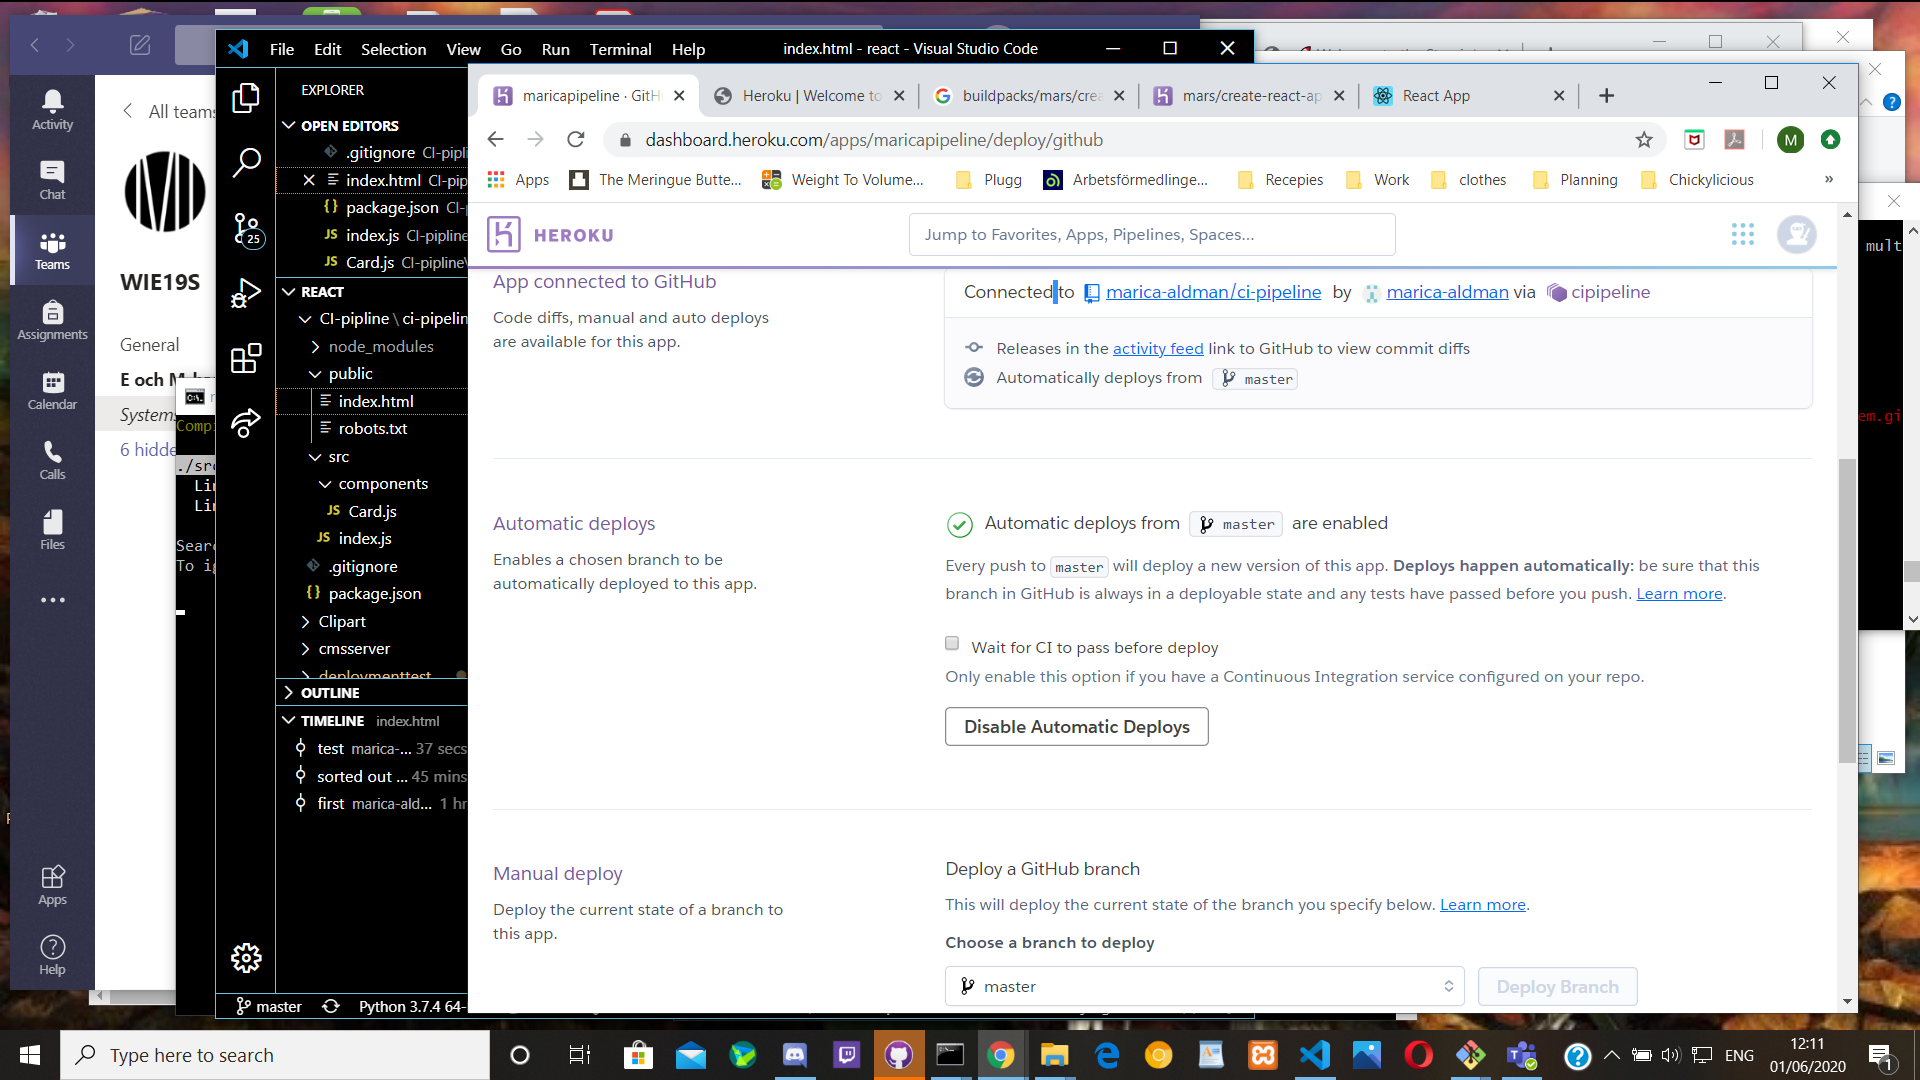 File Edit Selection View Go Run Terminal Help
index.html - react - Visual Studio Code
Activity
Chat
Teams
Assignments
Calendar
Calls
Files
Apps
Help
All teams
WIE19S
General
E och M
Systems
6 hidde
Comp
./src
Lin
Lin
Sear
To ig
EXPLORER
OPEN EDITORS
.gitignore CI-pipli
index.html CI-pip
package.json CI-p
index.js CI-pipline
Card.js CI-pipline\
25
REACT
CI-pipline \ ci-pipelin
node_modules
public
index.html
robots.txt
src
components
Card.js
index.js
.gitignore
package.json
Clipart
cmsserver
deploymenttest
OUTLINE
TIMELINE index.html
test marica-... 37 secs
sorted out ... 45 mins
first marica-ald... 1 hr
master
Python 3.7.4 64-
maricapipeline · GitH
Heroku | Welcome to
buildpacks/mars/crea
mars/create-react-ap
React App
dashboard.heroku.com/apps/maricapipeline/deploy/github
M
Apps
The Meringue Butte...
Weight To Volume...
Plugg
Arbetsförmedlinge...
Recepies
Work
clothes
Planning
Chickylicious
»
HEROKU
Jump to Favorites, Apps, Pipelines, Spaces...
App connected to GitHub
Code diffs, manual and auto deploys
are available for this app.
Connected to marica-aldman/ci-pipeline by marica-aldman via cipipeline
Releases in the activity feed link to GitHub to view commit diffs
Automatically deploys from master
Automatic deploys
Enables a chosen branch to be
automatically deployed to this app.
Automatic deploys from master are enabled
Every push to master will deploy a new version of this app. Deploys happen automatically: be sure that this
branch in GitHub is always in a deployable state and any tests have passed before you push. Learn more.
Wait for CI to pass before deploy
Only enable this option if you have a Continuous Integration service configured on your repo.
Disable Automatic Deploys
Manual deploy
Deploy the current state of a branch to
this app.
Deploy a GitHub branch
This will deploy the current state of the branch you specify below. Learn more.
Choose a branch to deploy
master
Deploy Branch
mult
em.gi
Type here to search
ENG
12:11
01/06/2020
1